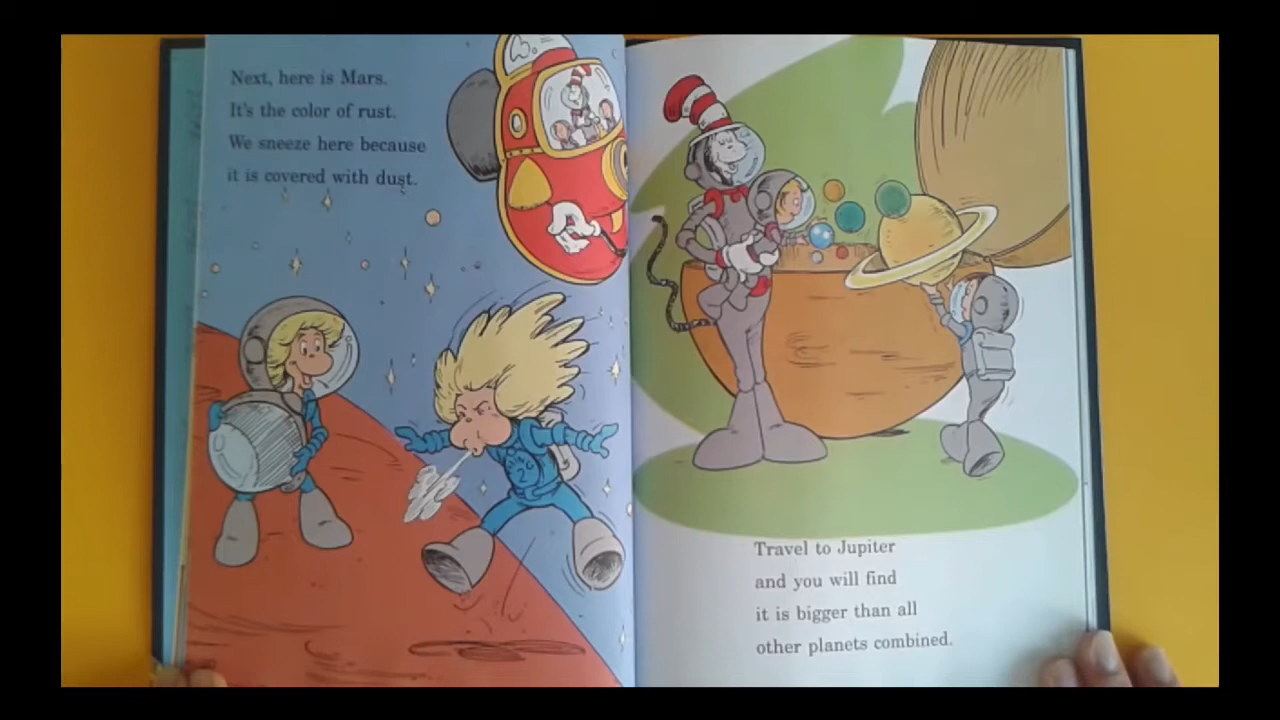 Next, here is Mars.
It's the color of rust.
We sneeze here because
it is covered with dust.
Travel to Jupiter
and you will find
it is bigger than all
other planets combined.